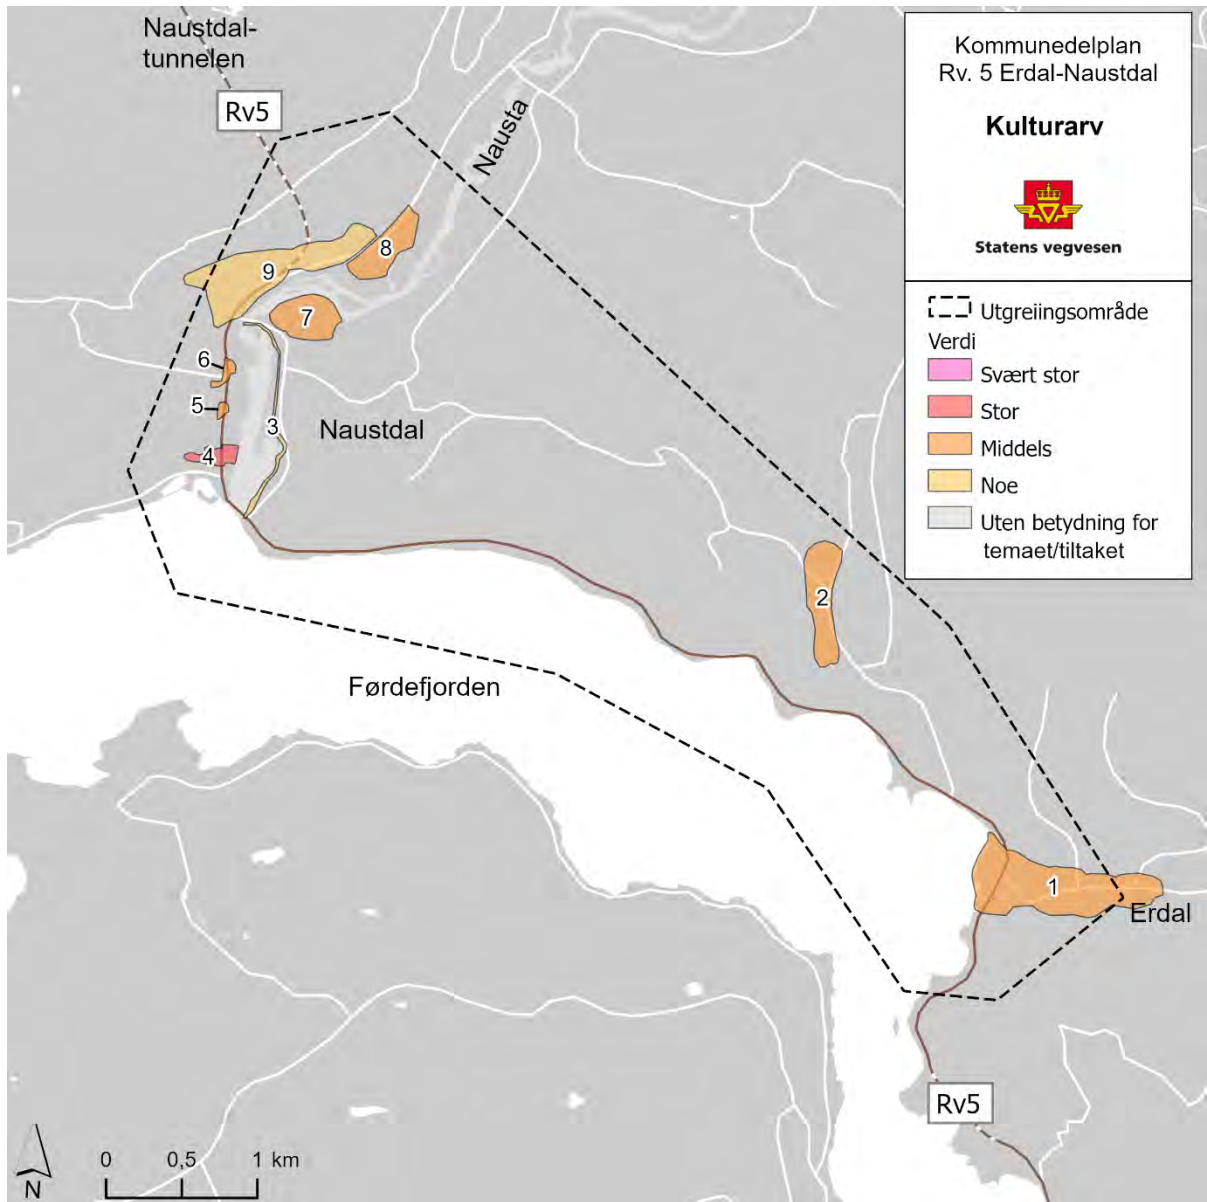 Naustdal-
tunnelen
Rv5
Nausta
9
8
7
6
5
4
3
Naustdal
2
Førdefjorden
1
Erdal
Rv5
N
0
0,5
1 km
Kommunedelplan
Rv. 5 Erdal-Naustdal
Kulturarv
Statens vegvesen
Utgreiingsområde
Verdi
Svært stor
Stor
Middels
Noe
Uten betydning for
temaet/tiltaket